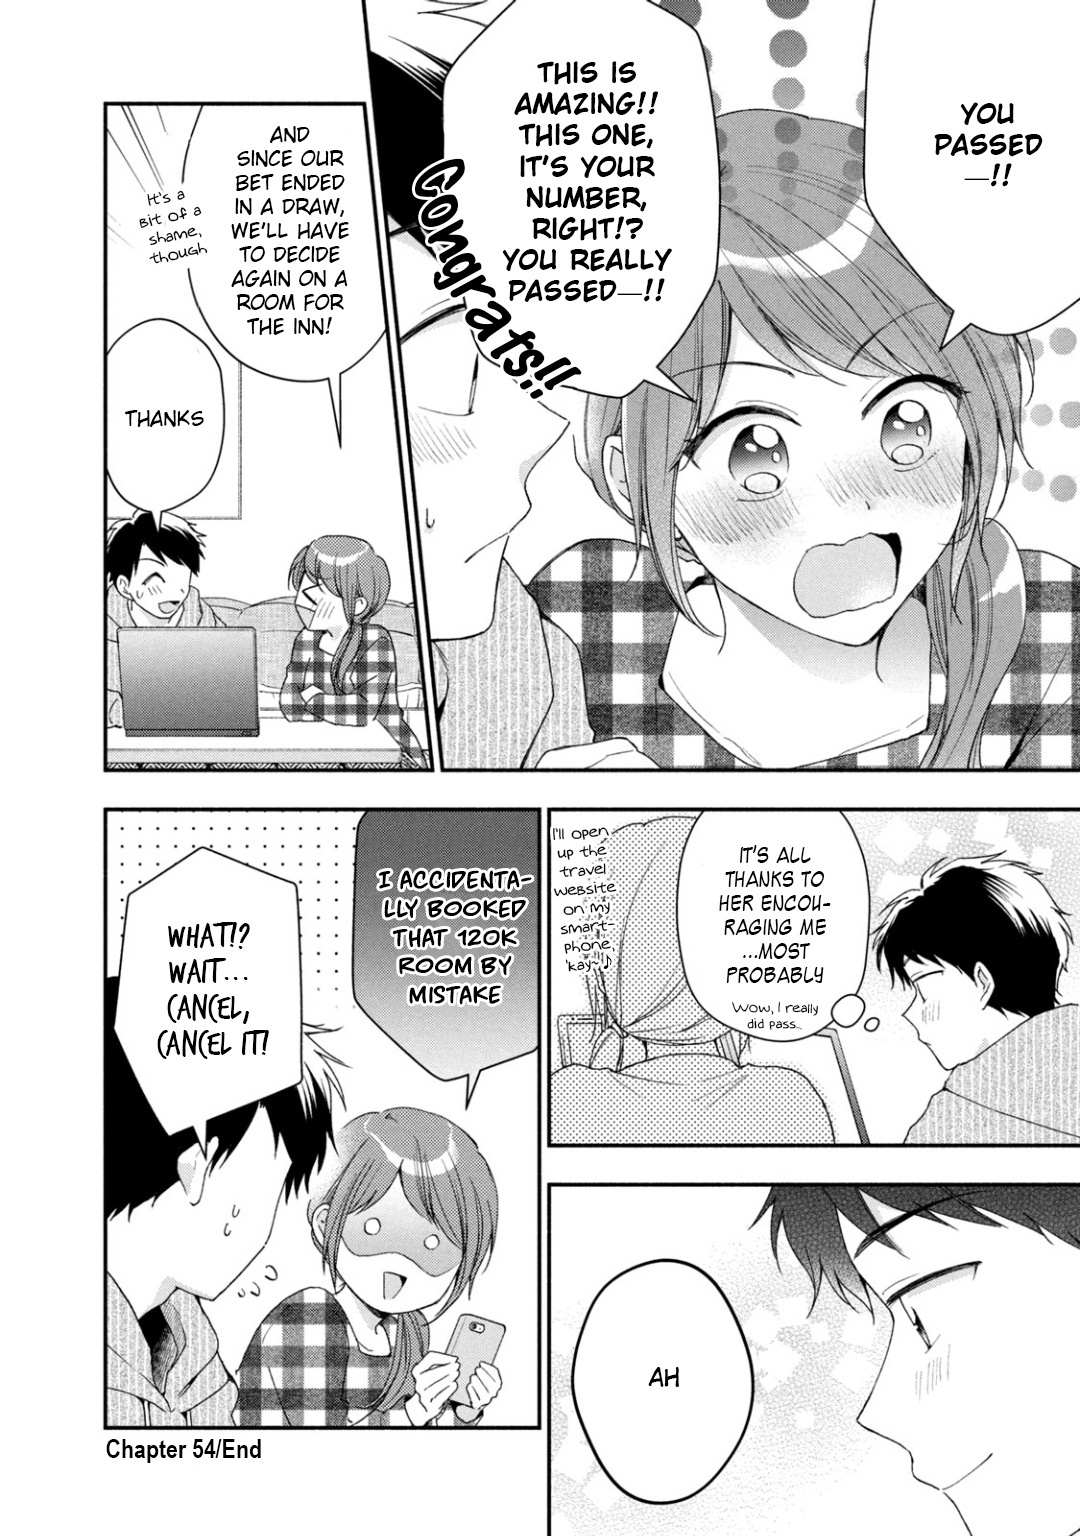 YOU
PASSED
—!!
THIS IS
AMAZING!!
THIS ONE,
IT'S YOUR
NUMBER,
RIGHT!?
YOU REALLY
PASSED—!!
Congrats!!
AND
SINCE OUR
BET ENDED
IN A DRAW,
WE'LL HAVE
TO DECIDE
AGAIN ON A
ROOM FOR
THE INN!
It's a
Bit of a
shame,
though
THANKS
IT'S ALL
THANKS TO
HER ENCOU-
RAGING ME
...MOST
PROBABLY
Wow, I really
did pass...
I'll open
up the
travel
website
on my
smart-
phone,
'kay~♪
AH
I ACCIDENTA-
LLY BOOKED
THAT 120K
ROOM BY
MISTAKE
WHAT!?
WAIT...
CANCEL,
CANCEL IT!
Chapter 54/End